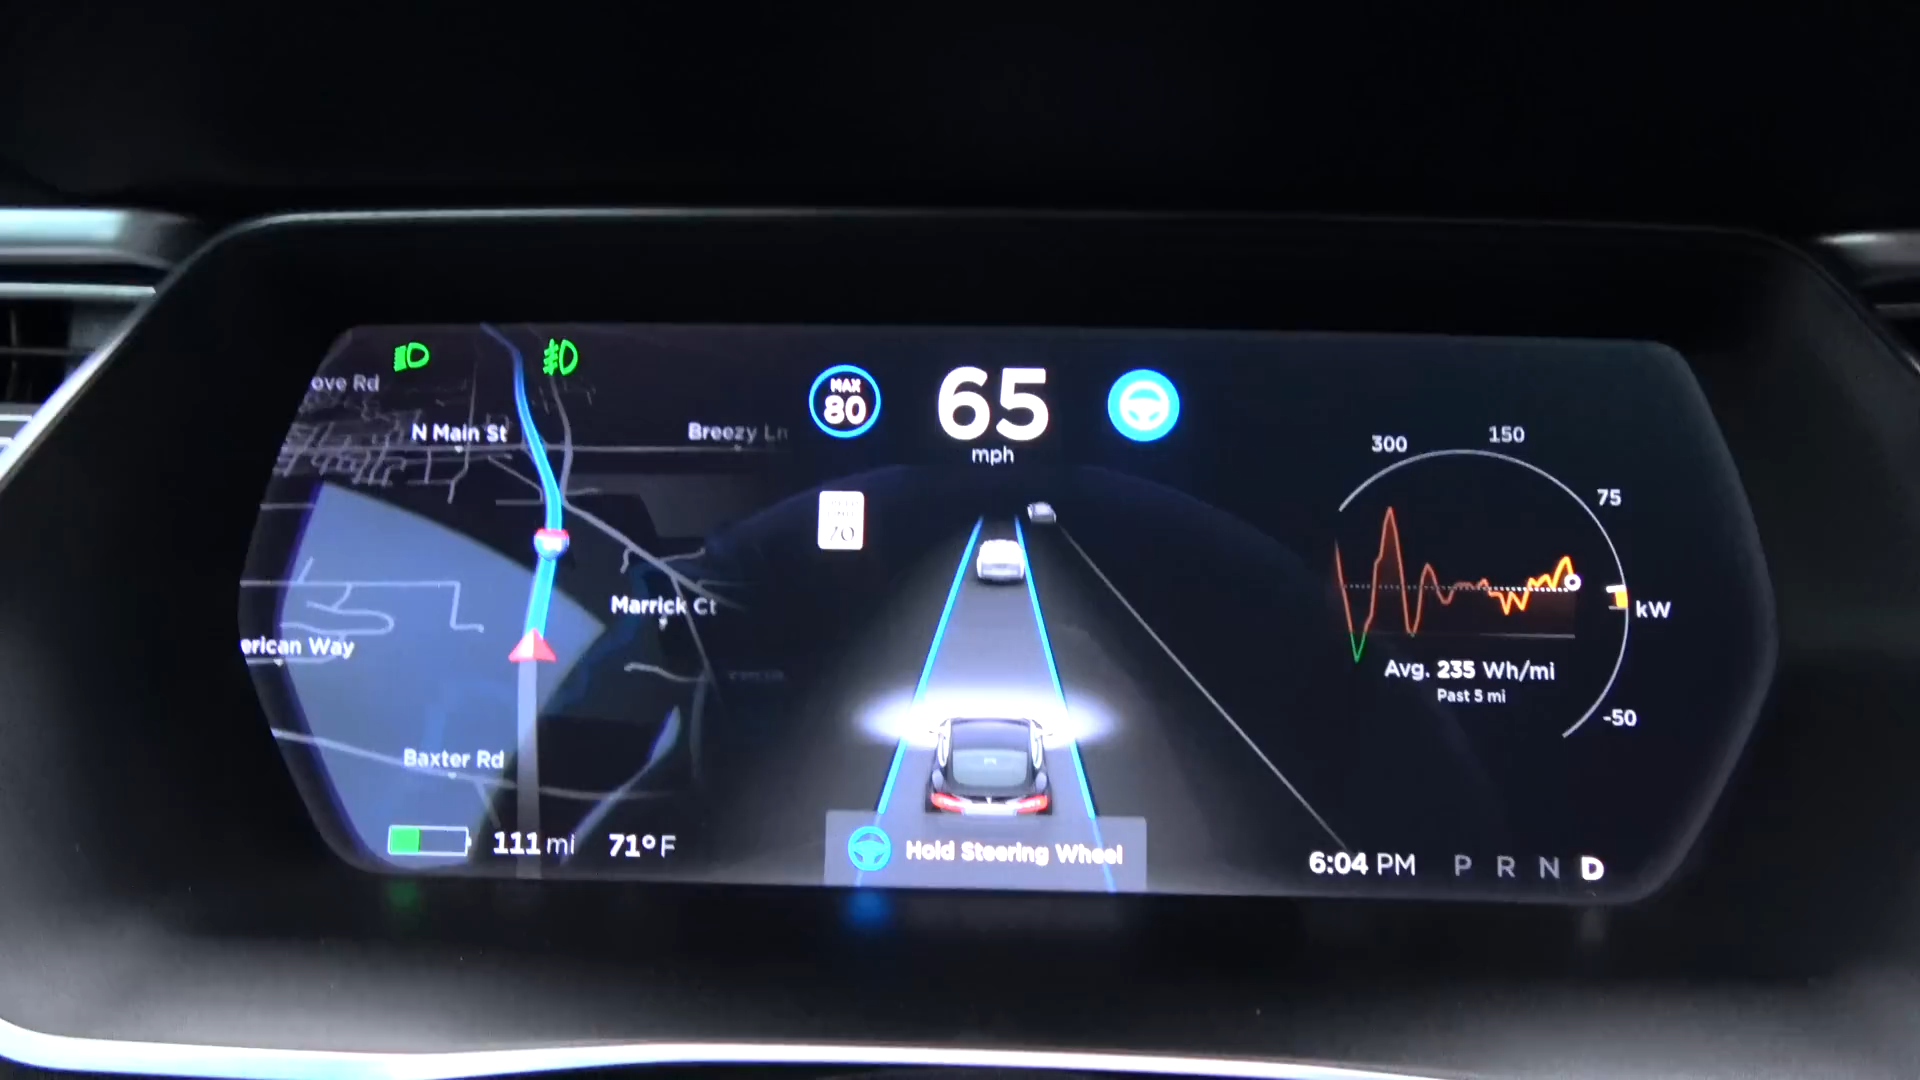 ove Rd
N Main St
Breezy Ln
Marrick Ct
erican Way
Baxter Rd
111 mi
71°F
MAX
80
65
mph
70
Hold Steering Wheel
300
150
75
kW
-50
Avg. 235 Wh/mi
Past 5 mi
6:04 PM
P R N D